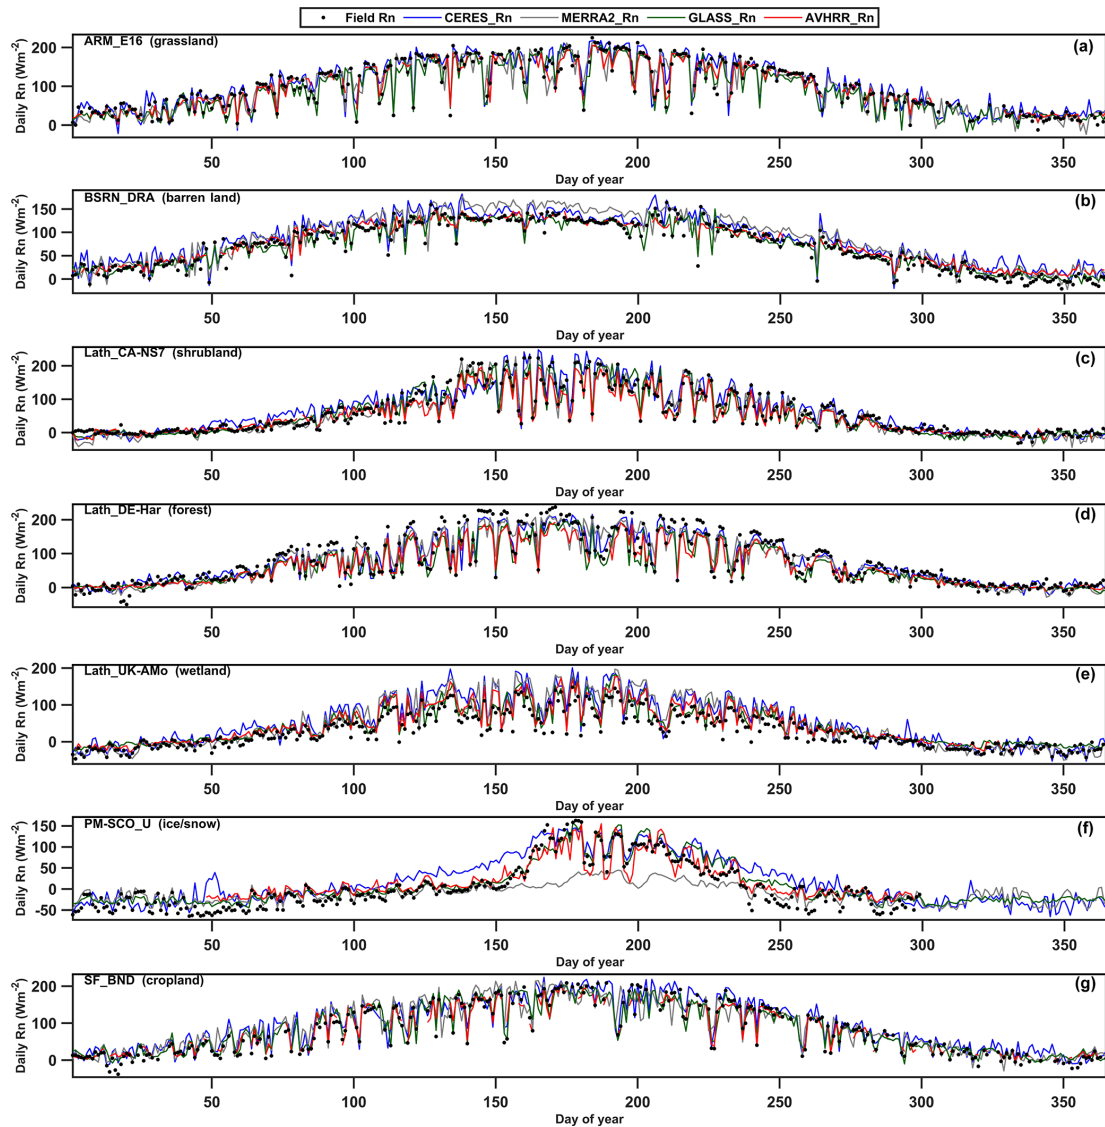 Field Rn CERES_Rn MERRA2_Rn GLASS_Rn AVHRR_Rn
ARM_E16 (grassland) (a)
Daily Rn (Wm-2)
200
100
0
50 100 150 200 250 300 350
Day of year
BSRN_DRA (barren land) (b)
Daily Rn (Wm-2)
150
100
50
0
50 100 150 200 250 300 350
Day of year
Lath_CA-NS7 (shrubland) (c)
Daily Rn (Wm-2)
200
100
0
50 100 150 200 250 300 350
Day of year
Lath_DE-Har (forest) (d)
Daily Rn (Wm-2)
200
100
0
50 100 150 200 250 300 350
Day of year
Lath_UK-AMo (wetland) (e)
Daily Rn (Wm-2)
200
100
0
50 100 150 200 250 300 350
Day of year
PM-SCO_U (ice/snow) (f)
Daily Rn (Wm-2)
150
100
50
0
-50
50 100 150 200 250 300 350
Day of year
SF_BND (cropland) (g)
Daily Rn (Wm-2)
200
100
0
50 100 150 200 250 300 350
Day of year